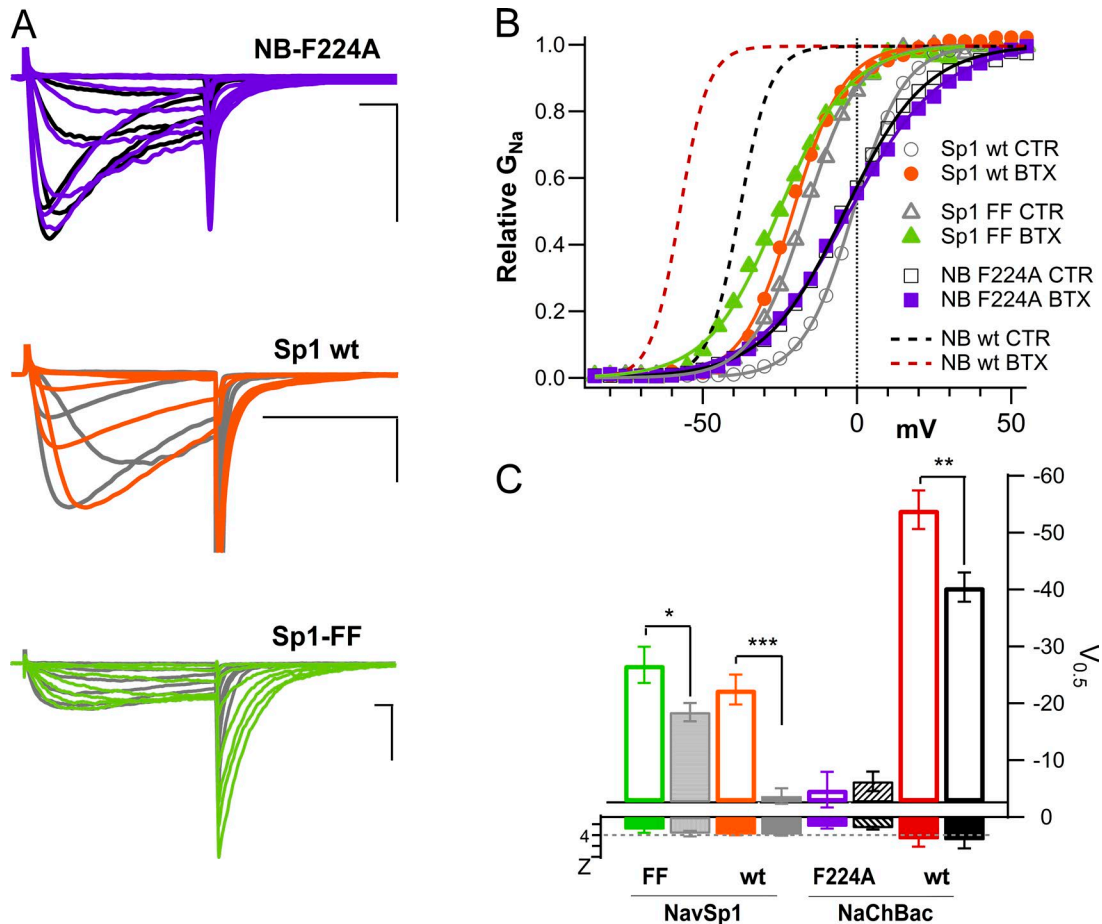 A
NB-F224A
Sp1 wt
Sp1-FF
B
Relative G_Na
1.0
0.8
0.6
0.4
0.2
0.0
-50
0
mV
50
Sp1 wt CTR
Sp1 wt BTX
Sp1 FF CTR
Sp1 FF BTX
NB F224A CTR
NB F224A BTX
NB wt CTR
NB wt BTX
C
*
***
**
-60
-50
-40
-30
-20
-10
0
V_0.5
4
Z
FF wt F224A wt
NavSp1 NaChBac